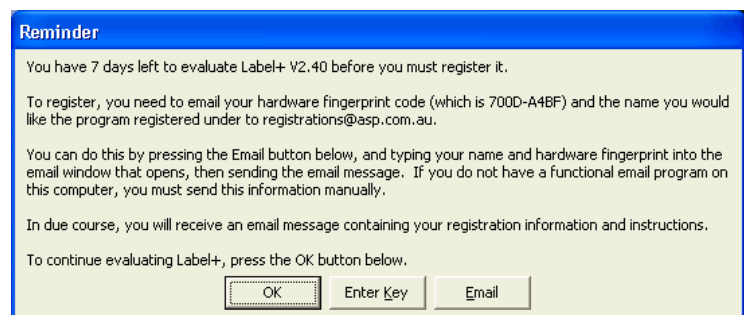 Reminder
You have 7 days left to evaluate Label+ V2.40 before you must register it.
To register, you need to email your hardware fingerprint code (which is 700D-A4BF) and the name you would
like the program registered under to registrations@asp.com.au.
You can do this by pressing the Email button below, and typing your name and hardware fingerprint into the
email window that opens, then sending the email message. If you do not have a functional email program on
this computer, you must send this information manually.
In due course, you will receive an email message containing your registration information and instructions.
To continue evaluating Label+, press the OK button below.
OK Enter Key Email